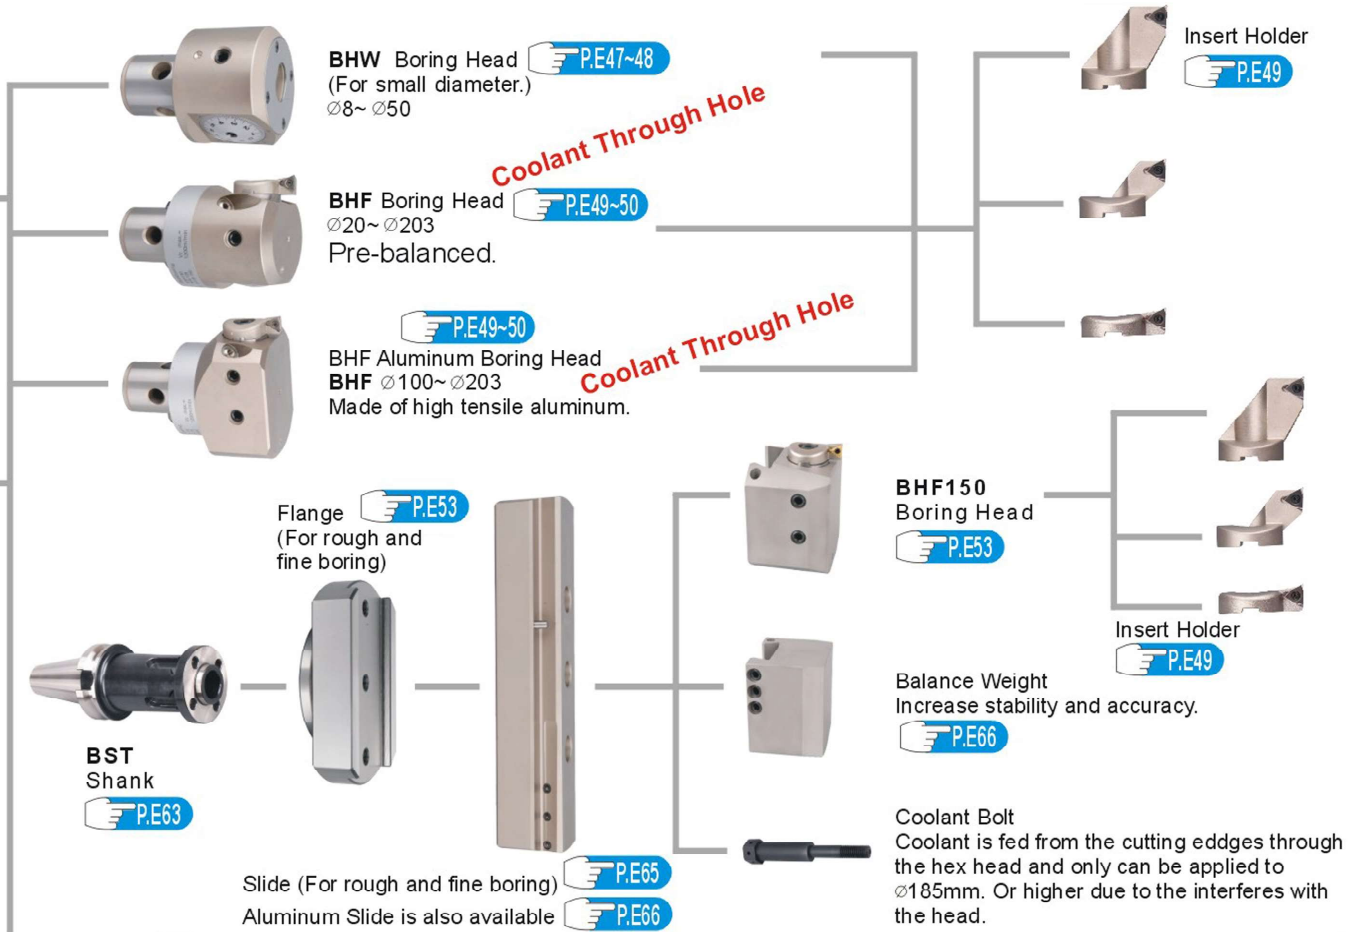 BHW Boring Head P.E47~48
(For small diameter.)
∅8~ ∅50
Coolant Through Hole
Insert Holder
P.E49
BHF Boring Head P.E49~50
∅20~ ∅203
Pre-balanced.
P.E49~50
BHF Aluminum Boring Head
BHF ∅100~ ∅203
Made of high tensile aluminum.
Coolant Through Hole
Flange P.E53
(For rough and
fine boring)
BHF150
Boring Head
P.E53
Insert Holder
P.E49
Balance Weight
Increase stability and accuracy.
P.E66
BST
Shank
P.E63
Slide (For rough and fine boring) P.E65
Aluminum Slide is also available P.E66
Coolant Bolt
Coolant is fed from the cutting eddges through
the hex head and only can be applied to
∅185mm. Or higher due to the interferes with
the head.